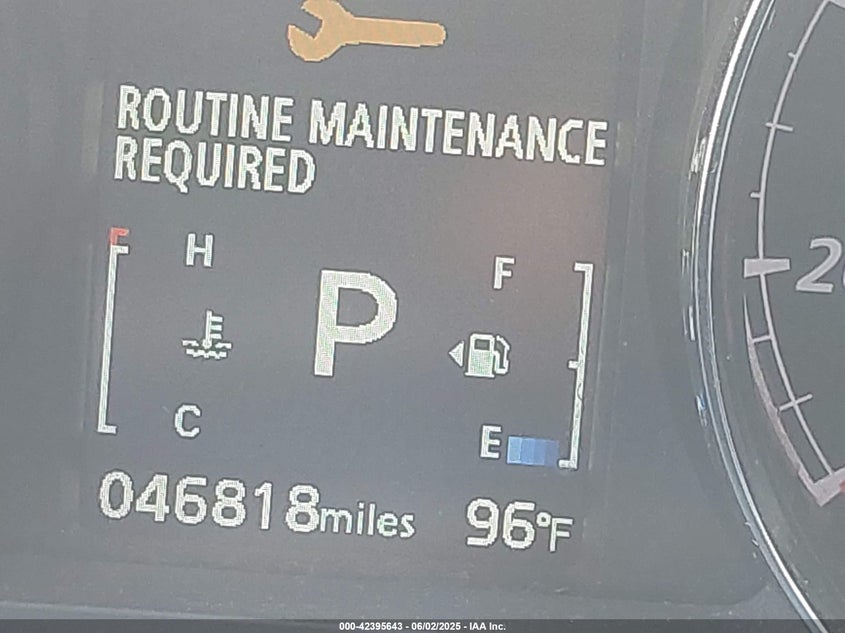 ROUTINE MAINTENANCE
REQUIRED
H
F
P
C
E
046818miles 96°F
000-42395643 - 06/02/2025 - IAA Inc.